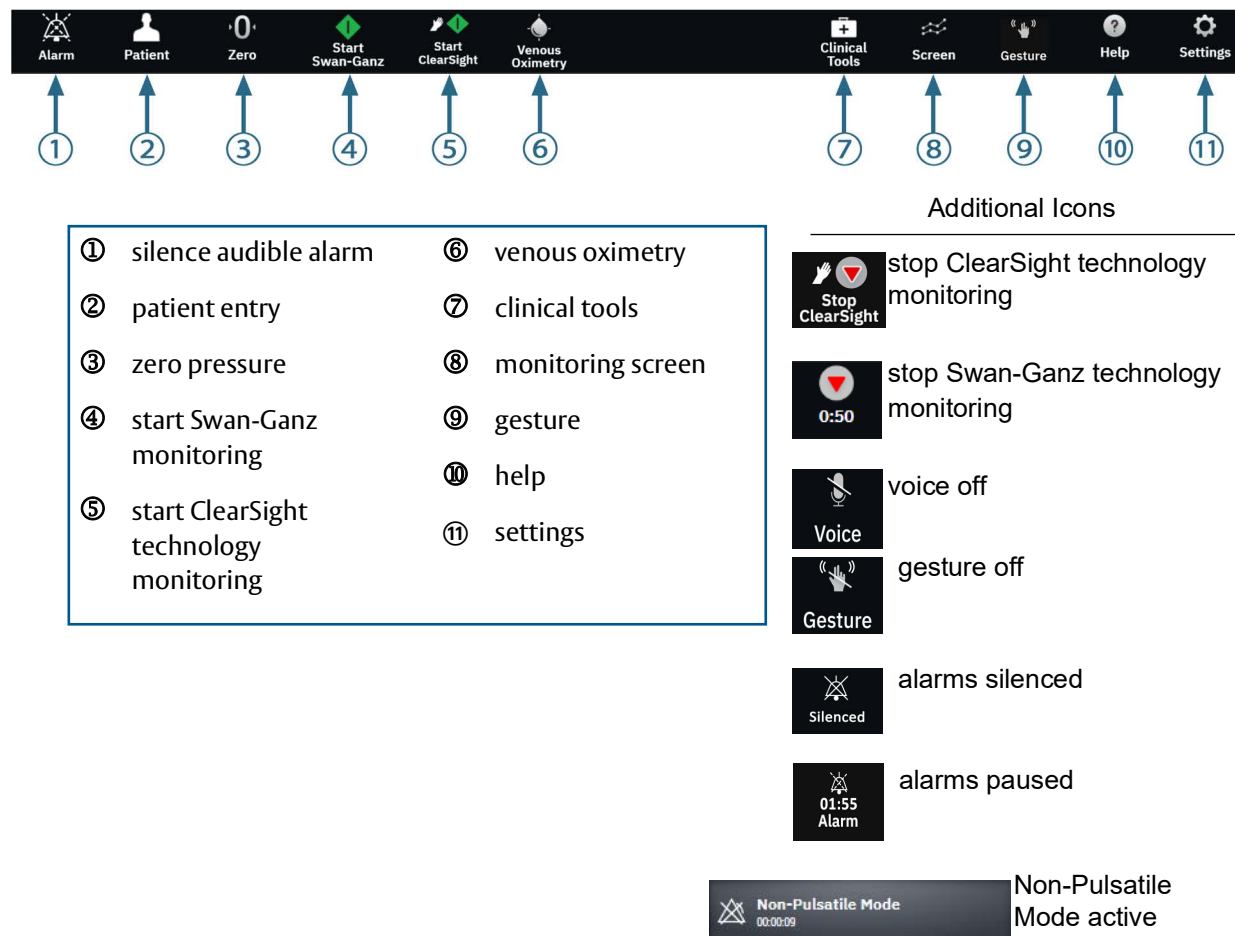 Alarm
Patient
0
Zero
Start
Swan-Ganz
Start
ClearSight
Venous
Oximetry
Clinical
Tools
Screen
Gesture
?
Help
Settings
① ② ③ ④ ⑤ ⑥ ⑦ ⑧ ⑨ ⑩ ⑪
① silence audible alarm
② patient entry
③ zero pressure
④ start Swan-Ganz
monitoring
⑤ start ClearSight
technology
monitoring
⑥ venous oximetry
⑦ clinical tools
⑧ monitoring screen
⑨ gesture
⑩ help
⑪ settings
Additional Icons
Stop
ClearSight
stop ClearSight technology
monitoring
0:50
stop Swan-Ganz technology
monitoring
Voice
voice off
Gesture
gesture off
Silenced
alarms silenced
01:55
Alarm
alarms paused
Non-Pulsatile Mode
00:00:09
Non-Pulsatile
Mode active